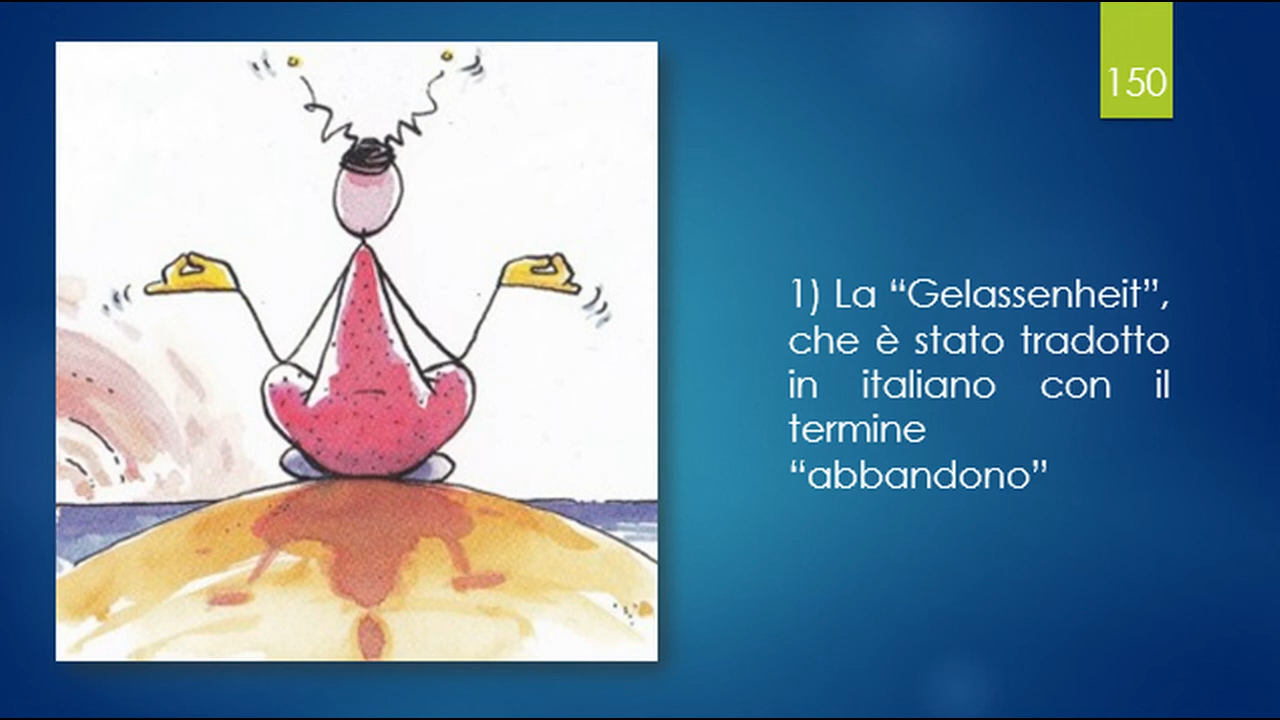 150
1) La “Gelassenheit”,
che è stato tradotto
in italiano con il
termine
“abbandono”